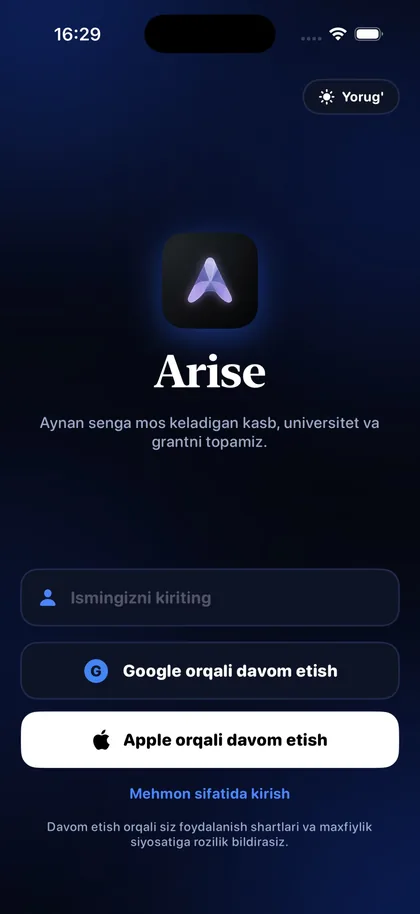 16:29
Yorug'
Arise
Aynan senga mos keladigan kasb, universitet va
grantni topamiz.
Ismingizni kiriting
G
Google orqali davom etish
Apple orqali davom etish
Mehmon sifatida kirish
Davom etish orqali siz foydalanish shartlari va maxfiylik
siyosatiga rozilik bildirasiz.